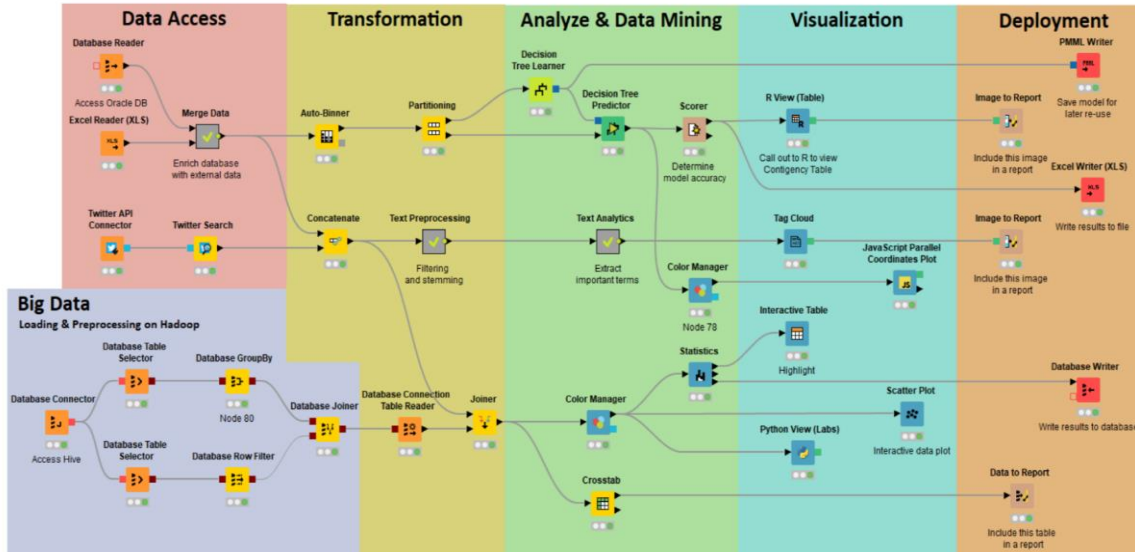 Data Access
Transformation
Analyze & Data Mining
Visualization
Deployment
Database Reader
Access Oracle DB
Excel Reader (XLS)
XLS
Merge Data
Enrich database
with external data
Auto-Binner
Partitioning
Decision
Tree Learner
Decision Tree
Predictor
Scorer
Determine
model accuracy
R View (Table)
R
Call out to R to view
Contigency Table
Image to Report
Include this image
in a report
PMML Writer
PMML
Save model for
later re-use
Excel Writer (XLS)
XLS
Write results to file
Twitter API
Connector
Twitter Search
Concatenate
Text Preprocessing
Filtering
and stemming
Text Analytics
Extract
important terms
Tag Cloud
Image to Report
Include this image
in a report
JavaScript Parallel
Coordinates Plot
JS
Color Manager
Node 78
Big Data
Loading & Preprocessing on Hadoop
Database Connector
Access Hive
Database Table
Selector
Database GroupBy
Node 80
Database Table
Selector
Database Row Filter
Database Joiner
Database Connection
Table Reader
Joiner
Color Manager
Statistics
Interactive Table
Highlight
Scatter Plot
Interactive data plot
Python View (Labs)
Database Writer
Write results to database
Crosstab
Data to Report
Include this table
in a report